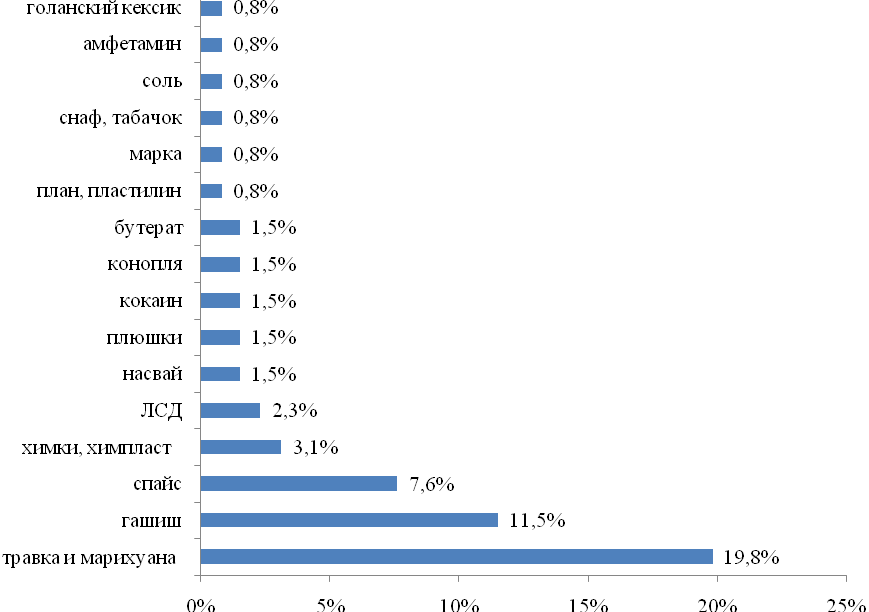 голанский кексик 0,8%
амфетамин 0,8%
соль 0,8%
снаф, табачок 0,8%
марка 0,8%
план, пластилин 0,8%
бутерат 1,5%
конопля 1,5%
кокаин 1,5%
плюшки 1,5%
насвай 1,5%
ЛСД 2,3%
химки, химпласт 3,1%
спайс 7,6%
гашиш 11,5%
травка и марихуана 19,8%
0% 5% 10% 15% 20% 25%